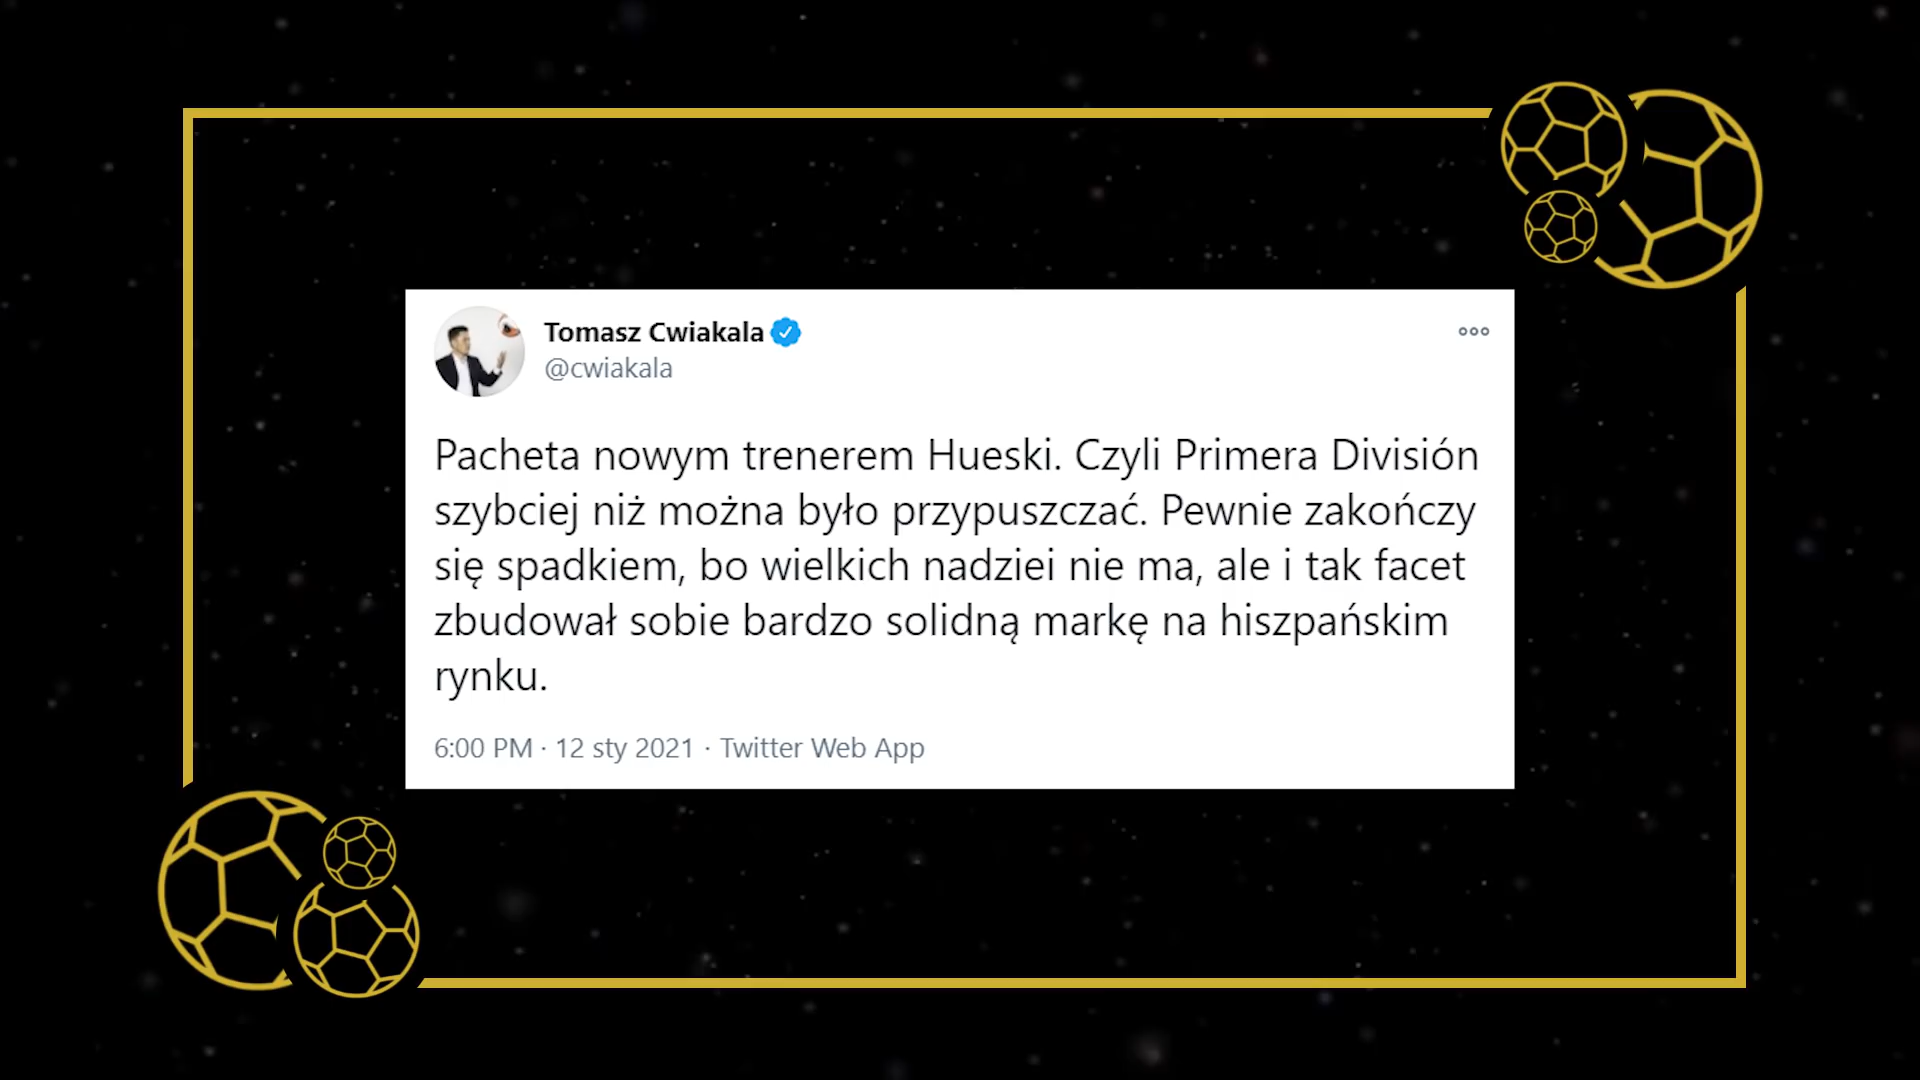 Tomasz Cwiakala
@cwiakala
Pacheta nowym trenerem Hueski. Czyli Primera División
szybciej niż można było przypuszczać. Pewnie zakończy
się spadkiem, bo wielkich nadziei nie ma, ale i tak facet
zbudował sobie bardzo solidną markę na hiszpańskim
rynku.
6:00 PM · 12 sty 2021 · Twitter Web App